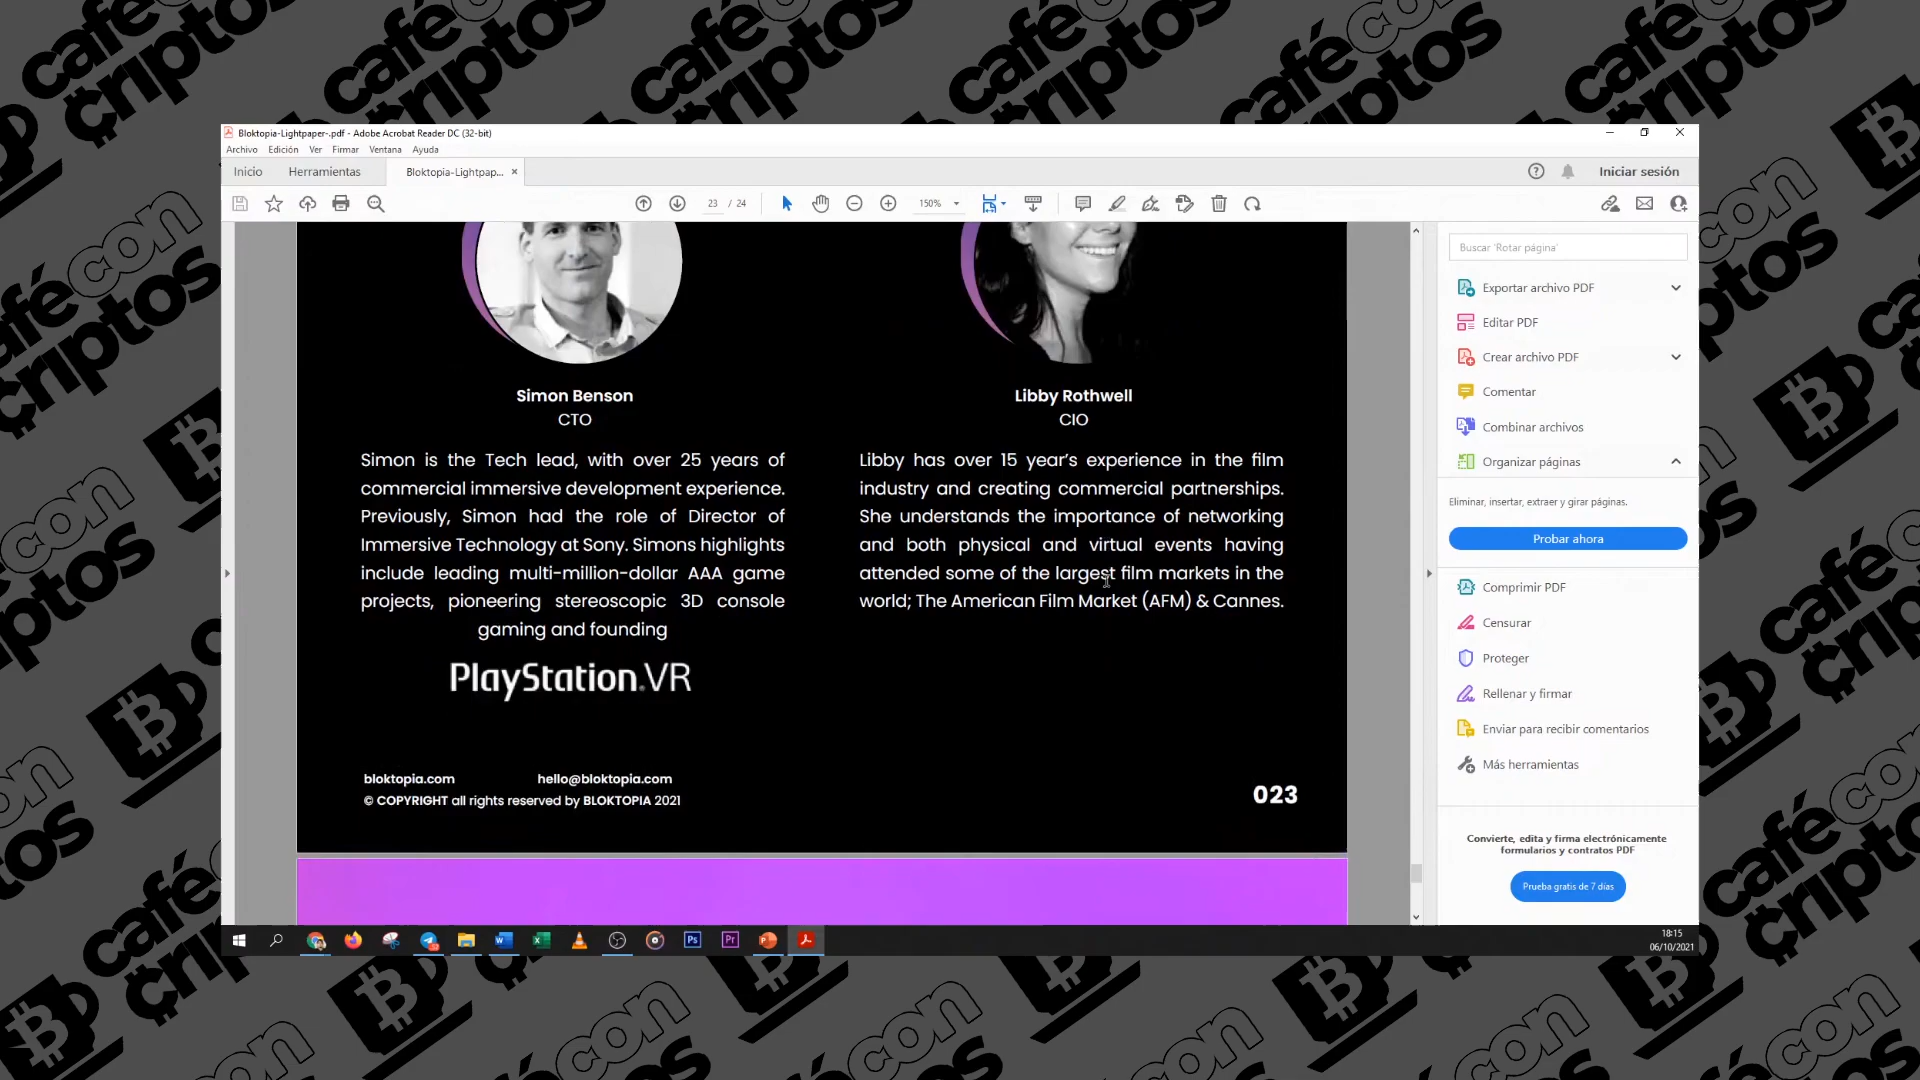 Bloktopia-Lightpaper-.pdf - Adobe Acrobat Reader DC (32-bit)
Archivo Edición Ver Firmar Ventana Ayuda
Inicio Herramientas Bloktopia-Lightpap... ×
Iniciar sesión
23 / 24
150%
Simon Benson
CTO
Simon is the Tech lead, with over 25 years of
commercial immersive development experience.
Previously, Simon had the role of Director of
Immersive Technology at Sony. Simons highlights
include leading multi-million-dollar AAA game
projects, pioneering stereoscopic 3D console
gaming and founding
PlayStation.VR
Libby Rothwell
CIO
Libby has over 15 year's experience in the film
industry and creating commercial partnerships.
She understands the importance of networking
and both physical and virtual events having
attended some of the largest film markets in the
world; The American Film Market (AFM) & Cannes.
bloktopia.com hello@bloktopia.com
© COPYRIGHT all rights reserved by BLOKTOPIA 2021
023
Buscar 'Rotar página'
Exportar archivo PDF
Editar PDF
Crear archivo PDF
Comentar
Combinar archivos
Organizar páginas
Eliminar, insertar, extraer y girar páginas.
Probar ahora
Comprimir PDF
Censurar
Proteger
Rellenar y firmar
Enviar para recibir comentarios
Más herramientas
Convierte, edita y firma electrónicamente
formularios y contratos PDF
Prueba gratis de 7 días
18:15
06/10/2021
café con
criptos